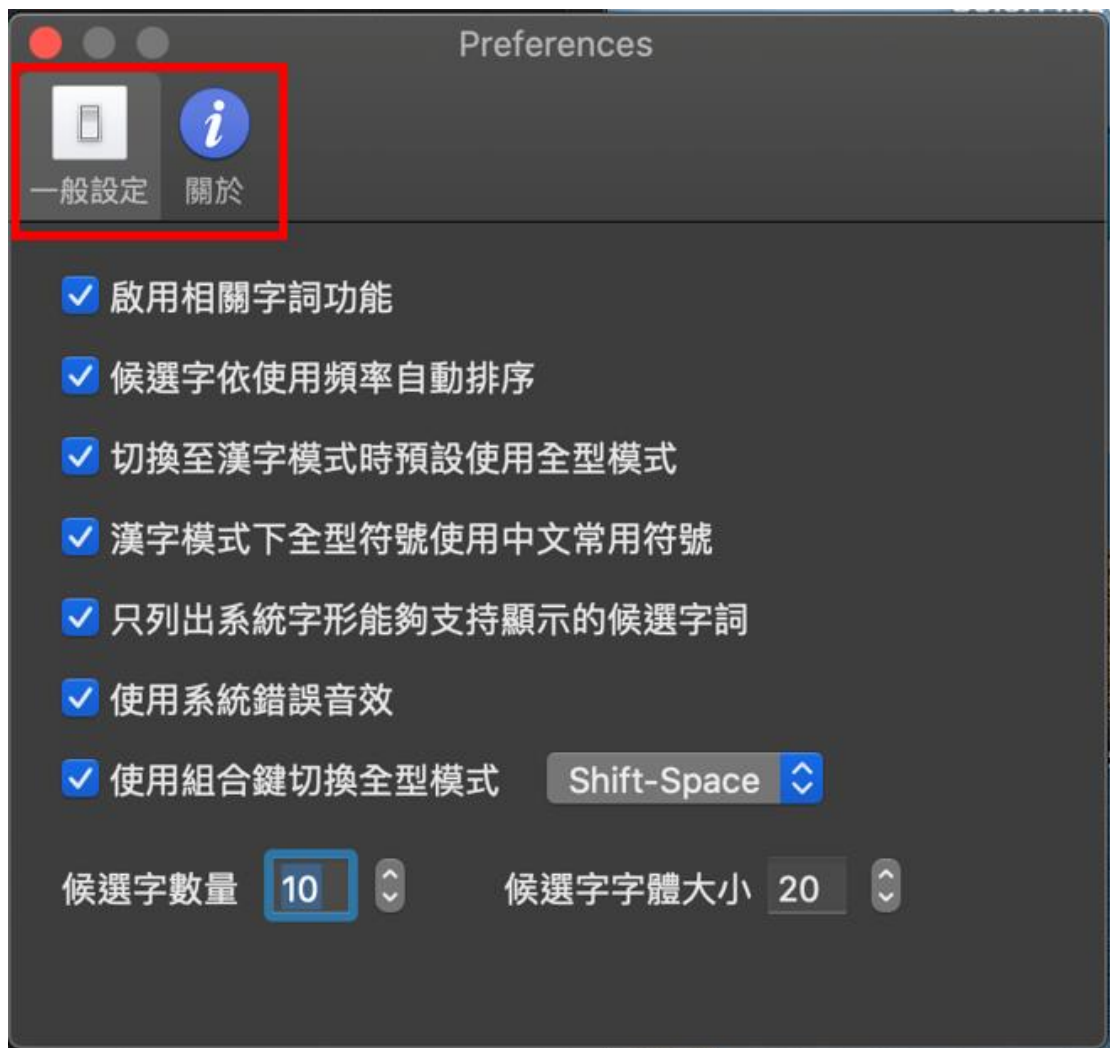 Preferences
一般設定 關於
啟用相關字詞功能
候選字依使用頻率自動排序
切換至漢字模式時預設使用全型模式
漢字模式下全型符號使用中文常用符號
只列出系統字形能夠支持顯示的候選字詞
使用系統錯誤音效
使用組合鍵切換全型模式 Shift-Space
候選字數量 10 候選字字體大小 20